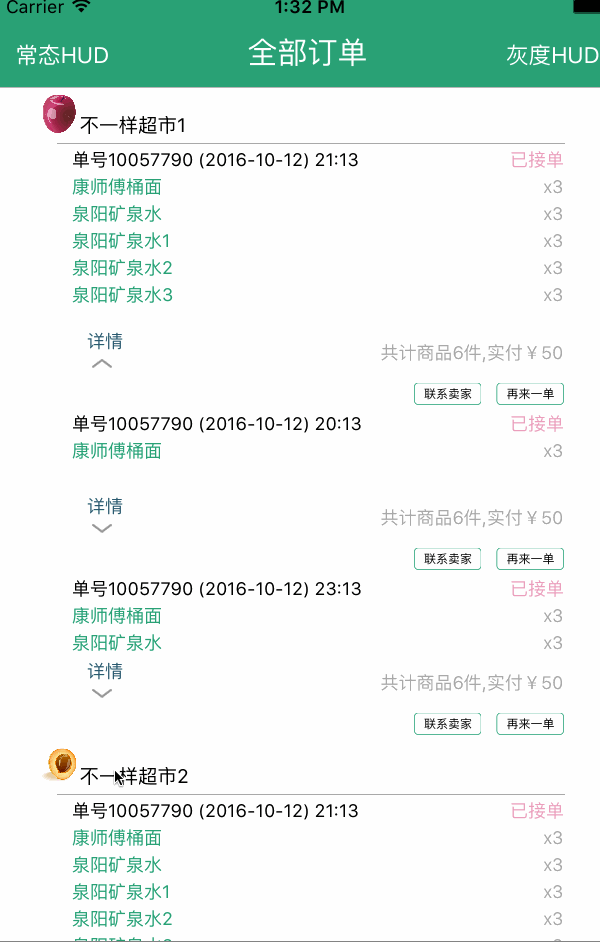 Carrier 1:32 PM
常态HUD 全部订单 灰度HUD
不一样超市1
单号10057790 (2016-10-12) 21:13 已接单
康师傅桶面 x3
泉阳矿泉水 x3
泉阳矿泉水1 x3
泉阳矿泉水2 x3
泉阳矿泉水3 x3
详情
共计商品6件,实付￥50
联系卖家 再来一单
单号10057790 (2016-10-12) 20:13 已接单
康师傅桶面 x3
详情
共计商品6件,实付￥50
联系卖家 再来一单
单号10057790 (2016-10-12) 23:13 已接单
康师傅桶面 x3
泉阳矿泉水 x3
详情
共计商品6件,实付￥50
联系卖家 再来一单
不一样超市2
单号10057790 (2016-10-12) 21:13 已接单
康师傅桶面 x3
泉阳矿泉水 x3
泉阳矿泉水1 x3
泉阳矿泉水2 x3